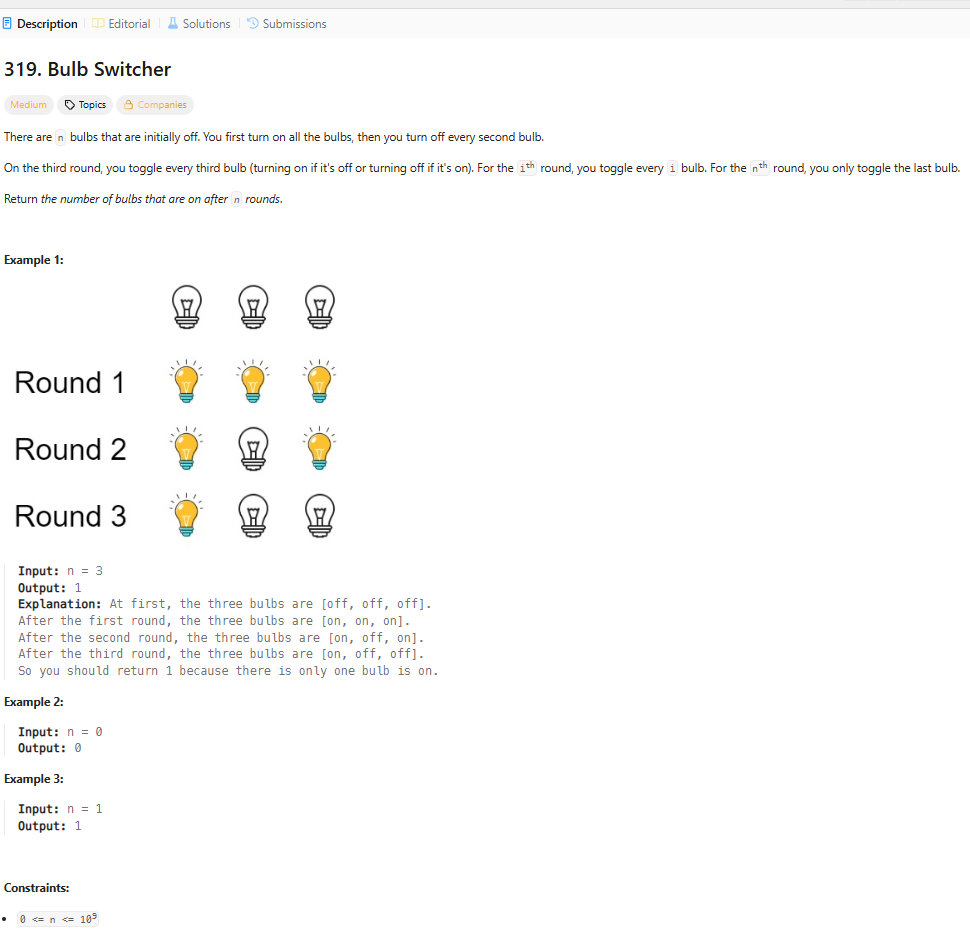 Description Editorial Solutions Submissions
319. Bulb Switcher
Medium Topics Companies
There are n bulbs that are initially off. You first turn on all the bulbs, then you turn off every second bulb.
On the third round, you toggle every third bulb (turning on if it's off or turning off if it's on). For the iᵗʰ round, you toggle every i bulb. For the nᵗʰ round, you only toggle the last bulb.
Return the number of bulbs that are on after n rounds.
Example 1:
Round 1
Round 2
Round 3
Input: n = 3
Output: 1
Explanation: At first, the three bulbs are [off, off, off].
After the first round, the three bulbs are [on, on, on].
After the second round, the three bulbs are [on, off, on].
After the third round, the three bulbs are [on, off, off].
So you should return 1 because there is only one bulb is on.
Example 2:
Input: n = 0
Output: 0
Example 3:
Input: n = 1
Output: 1
Constraints:
• 0 <= n <= 10⁹